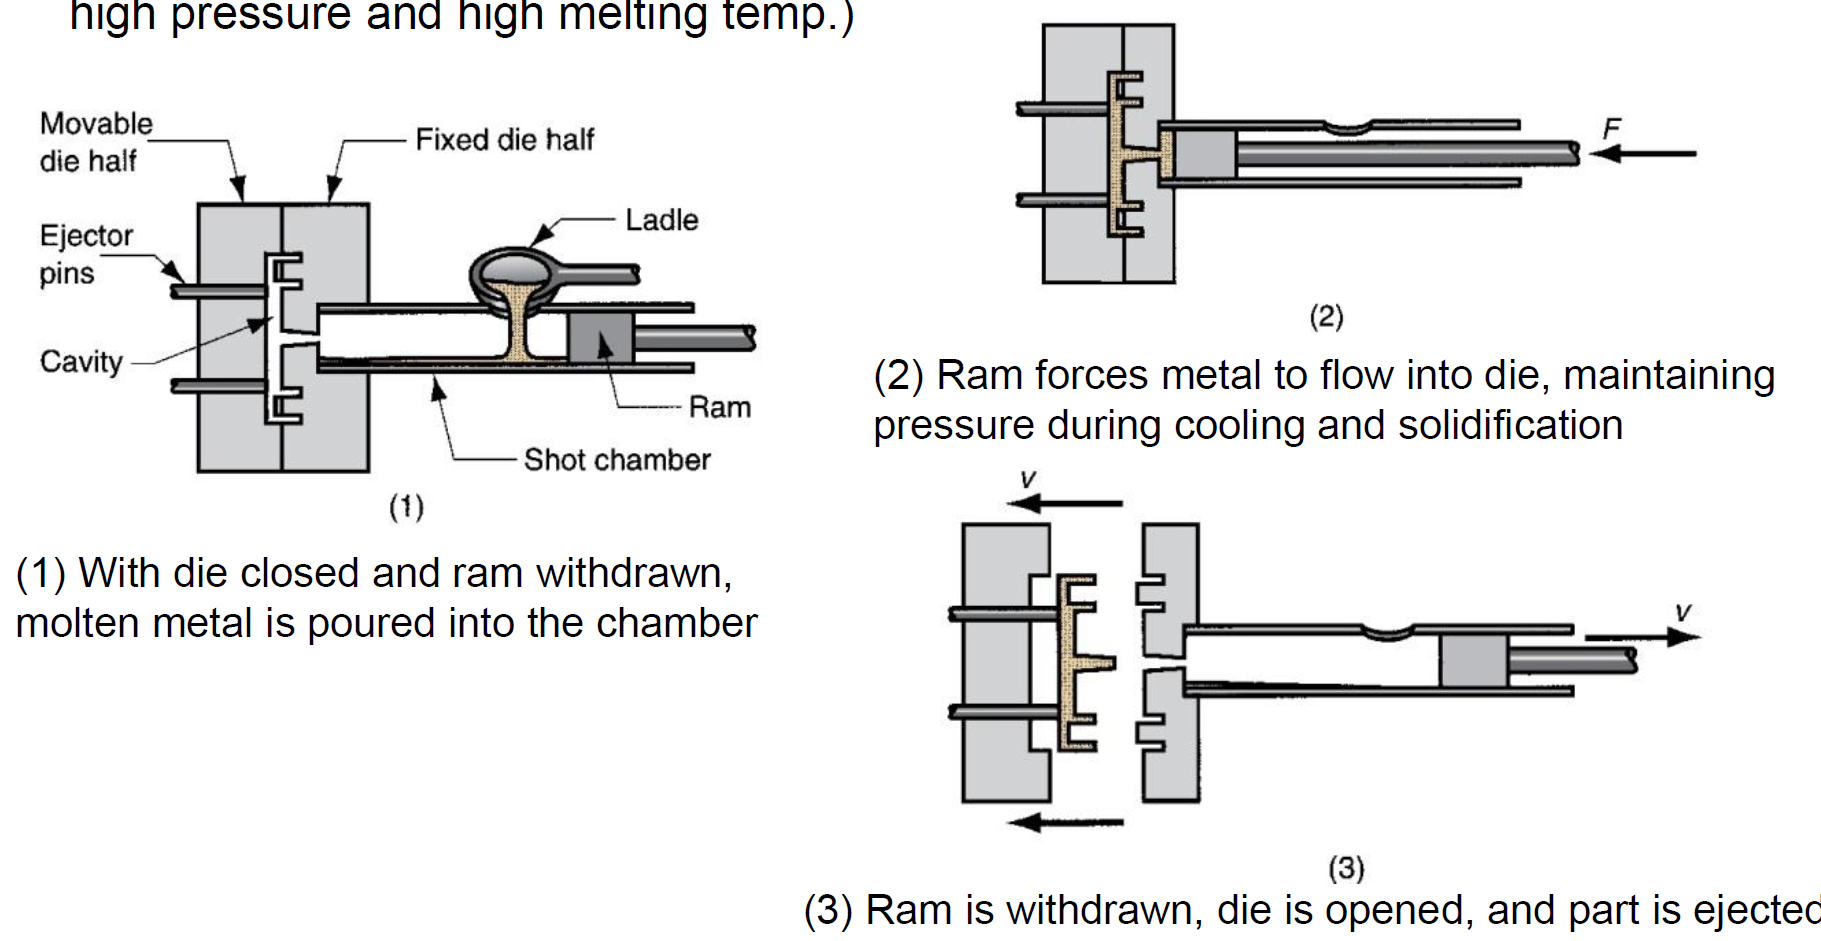 high pressure and high melting temp.)
Movable
die half
Fixed die half
Ejector
pins
Ladle
Cavity
Ram
Shot chamber
(1)
(1) With die closed and ram withdrawn,
molten metal is poured into the chamber
F
(2)
(2) Ram forces metal to flow into die, maintaining
pressure during cooling and solidification
v
v
(3)
(3) Ram is withdrawn, die is opened, and part is ejected